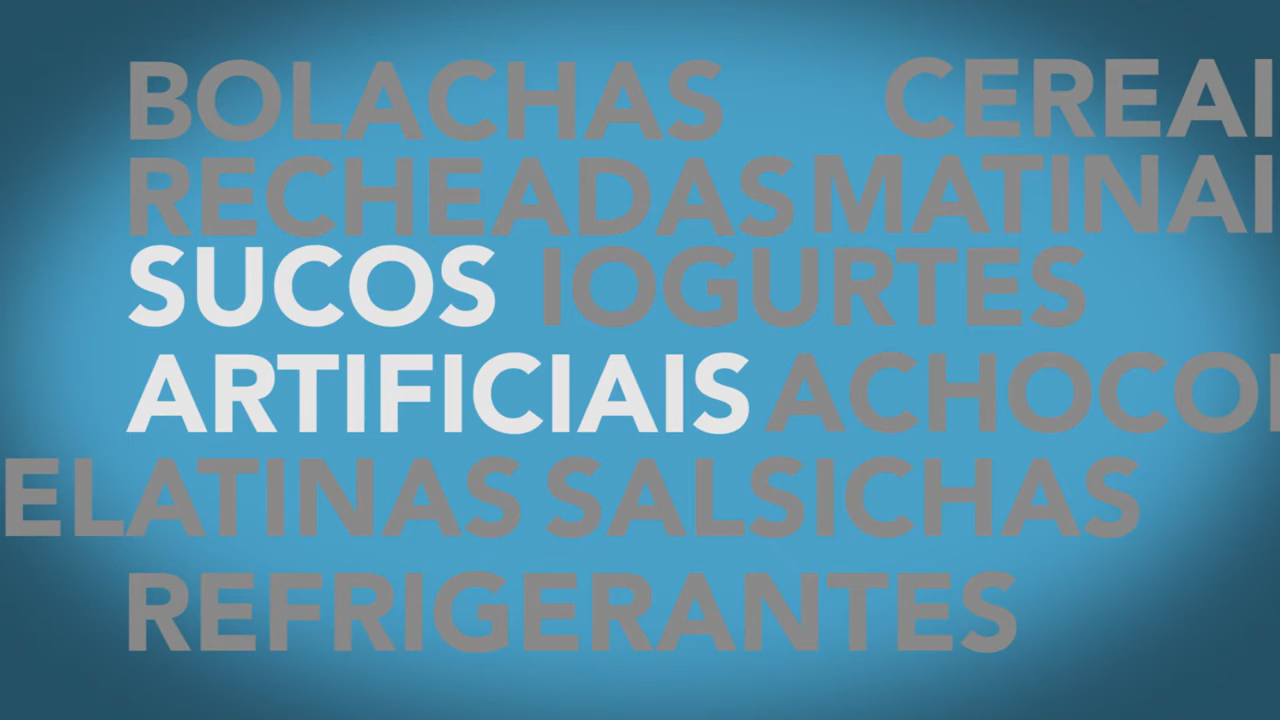 BOLACHAS CEREAI
RECHEADAS MATINAI
SUCOS IOGURTES
ARTIFICIAIS ACHOCO
ELATINAS SALSICHAS
REFRIGERANTES